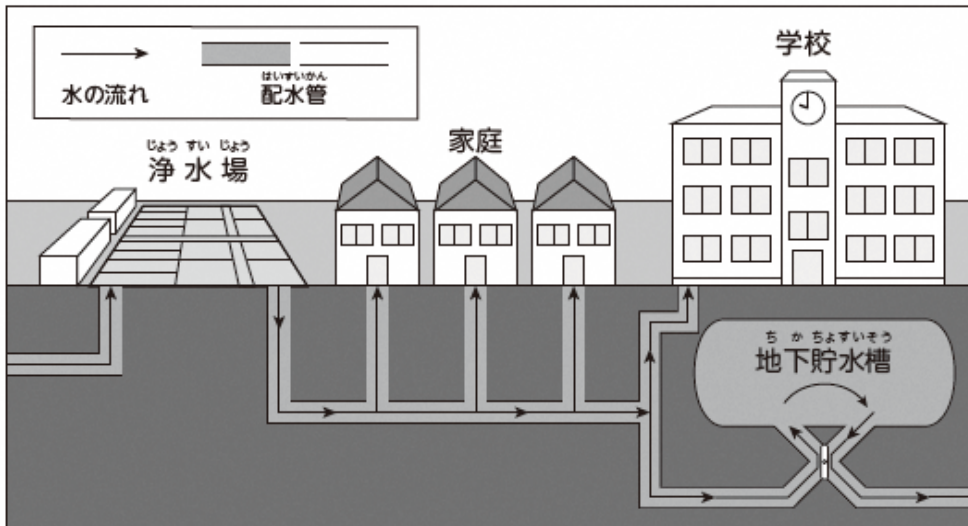 学校
水の流れ
はいすいかん
配水管
じょう すい じょう
浄水場
家庭
ち か ちょすいそう
地下貯水槽